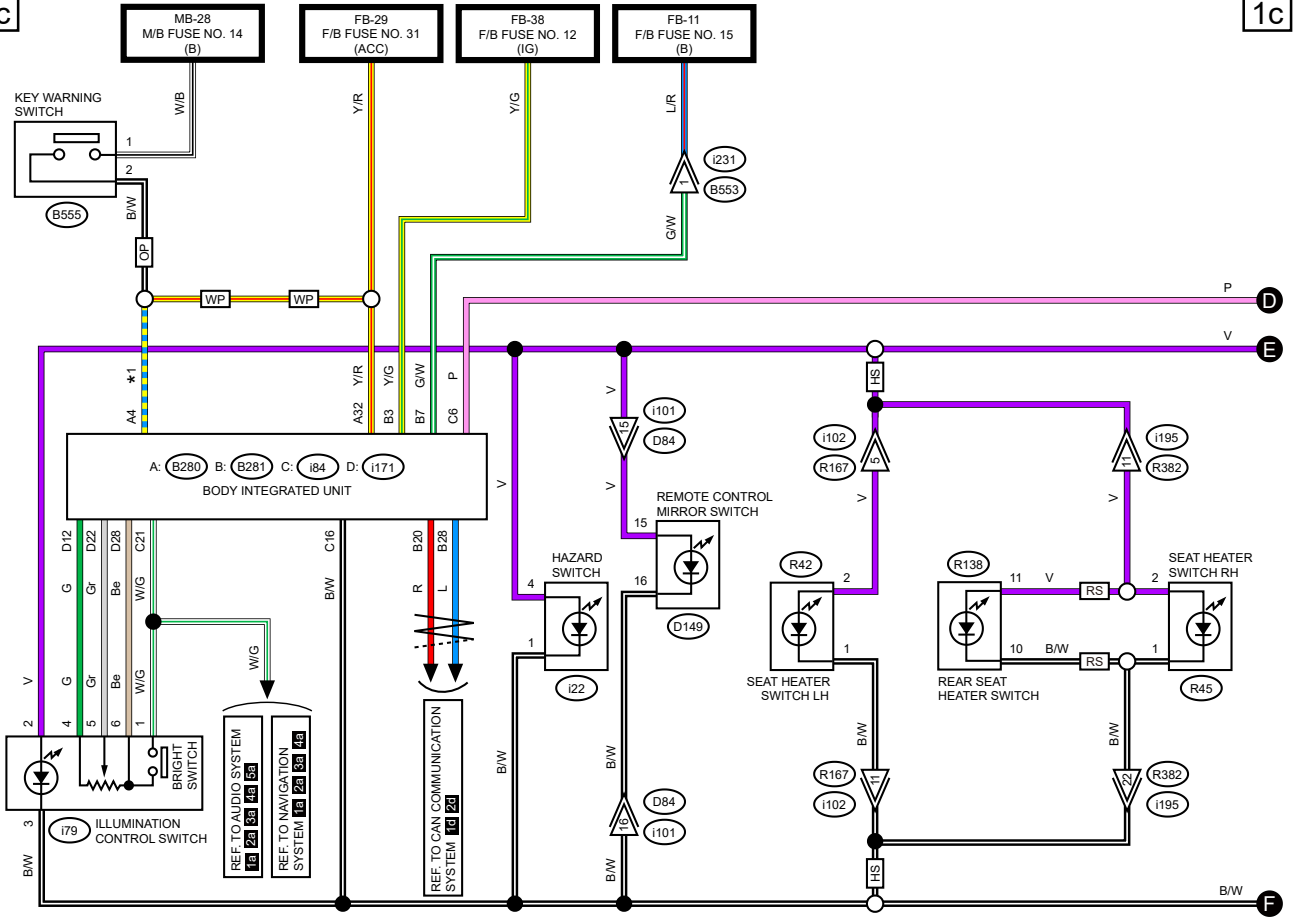 c
1c
MB-28
M/B FUSE NO. 14
(B)
FB-29
F/B FUSE NO. 31
(ACC)
FB-38
F/B FUSE NO. 12
(IG)
FB-11
F/B FUSE NO. 15
(B)
KEY WARNING
SWITCH
W/B
Y/R
Y/G
L/R
1
2
B555
B/W
OP
1
i231
B553
G/W
WP
WP
P
D
V
E
*1
Y/R
Y/G
G/W
P
A4
A32
B3
B7
C6
HS
V
15
i101
D84
i102
R167
5
11
i195
R382
A: B280 B: B281 C: i84 D: i171
BODY INTEGRATED UNIT
V
V
V
V
REMOTE CONTROL
MIRROR SWITCH
15
16
D149
D12
D22
D28
C21
C16
B20
B28
G
Gr
Be
W/G
B/W
R
L
HAZARD
SWITCH
4
1
i22
R42
2
1
SEAT HEATER
SWITCH LH
R138
11
V
RS
2
10
B/W
RS
1
REAR SEAT
HEATER SWITCH
SEAT HEATER
SWITCH RH
R45
W/G
V
G
Gr
Be
W/G
2
4
5
6
1
BRIGHT
SWITCH
3
i79
ILLUMINATION
CONTROL SWITCH
B/W
REF. TO AUDIO SYSTEM
1a 2a 3a 4a 5a
REF. TO NAVIGATION
SYSTEM 1a 2a 3a 4a
REF. TO CAN COMMUNICATION
SYSTEM 1d 2d
B/W
B/W
B/W
B/W
16
D84
i101
B/W
R167
i102
11
22
R382
i195
HS
B/W
F